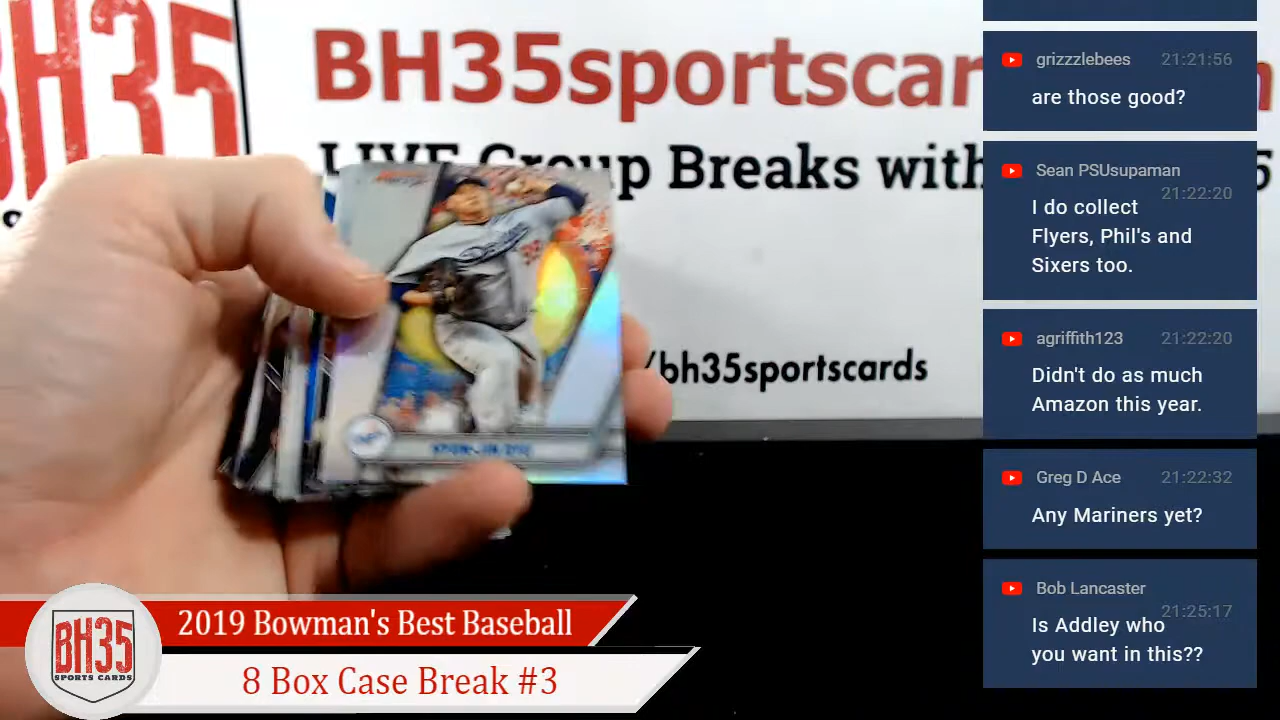 BH35
BH35sportscar
LIVE Group Breaks with
/bh35sportscards
Dodgers
grizzzlebees 21:21:56
are those good?
Sean PSUsupaman
21:22:20
I do collect
Flyers, Phil's and
Sixers too.
agriffith123 21:22:20
Didn't do as much
Amazon this year.
Greg D Ace 21:22:32
Any Mariners yet?
Bob Lancaster
21:25:17
Is Addley who
you want in this??
2019 Bowman's Best Baseball
8 Box Case Break #3
BH35
SPORTS CARDS